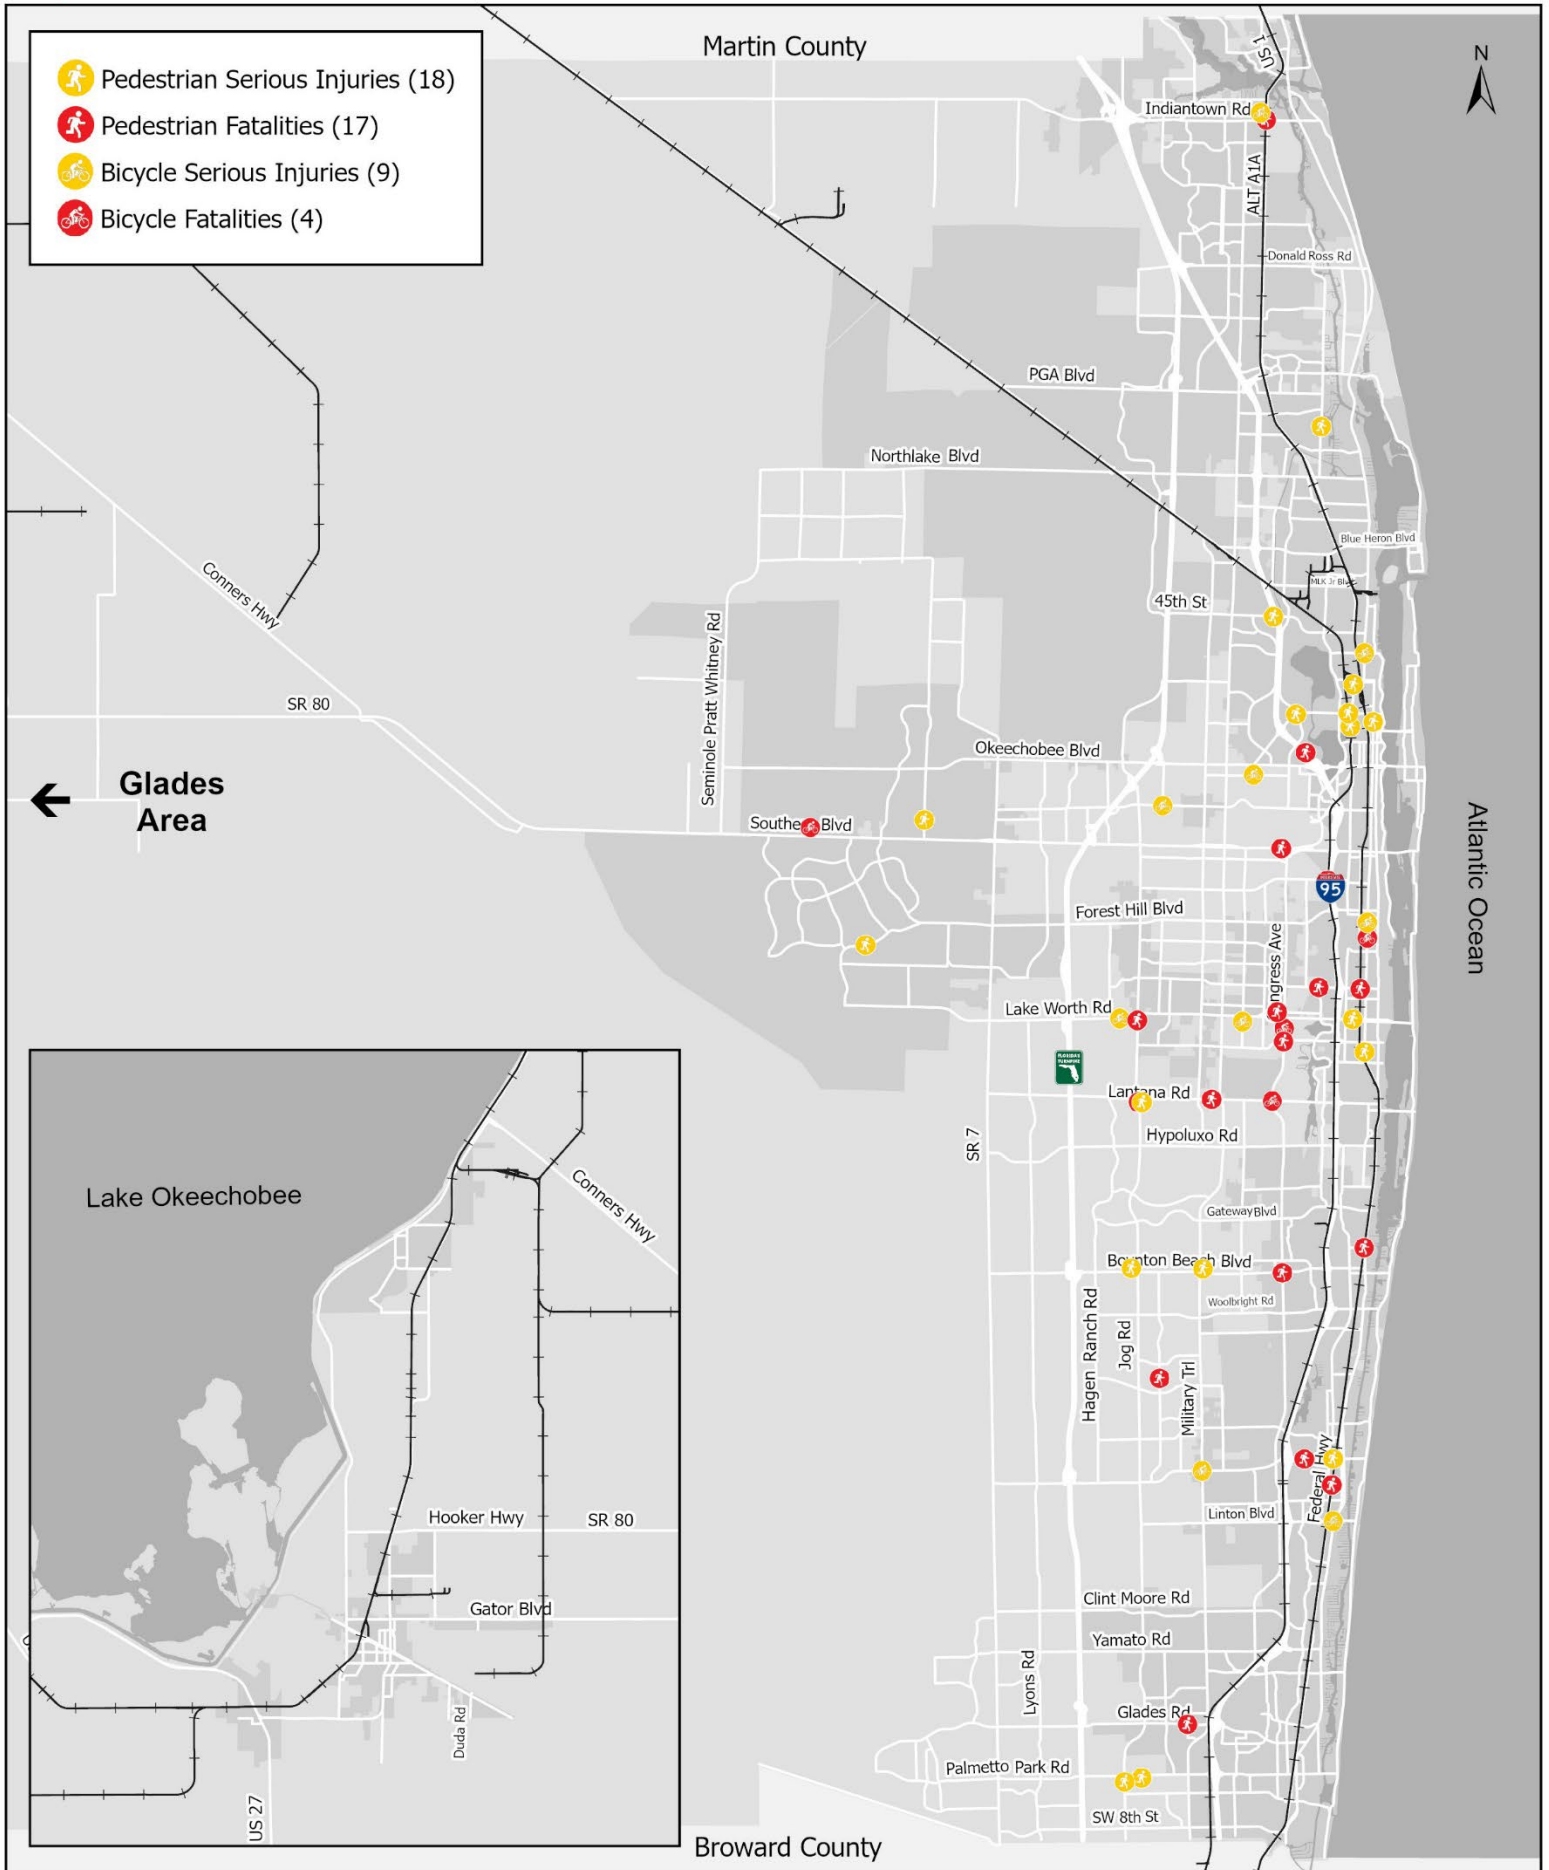 Martin County
N
Pedestrian Serious Injuries (18)
Pedestrian Fatalities (17)
Bicycle Serious Injuries (9)
Bicycle Fatalities (4)
US 1
Indiantown Rd
ALT A1A
Donald Ross Rd
PGA Blvd
Northlake Blvd
Blue Heron Blvd
MLK Jr
45th St
Conners Hwy
Seminole Pratt Whitney Rd
SR 80
Okeechobee Blvd
Glades
Area
Blvd
Atlantic Ocean
95
Forest Hill Blvd
Ave
Lake Worth Rd
FLORIDA'S
TURNPIKE
Rd
Hypoluxo Rd
SR 7
Lake Okeechobee
Conners Hwy
Gateway Blvd
Blvd
Woolbright Rd
Hagen Ranch Rd
Jog Rd
Military Trl
Federal Hwy
Hooker Hwy
SR 80
Linton Blvd
Clint Moore Rd
Gator Blvd
Yamato Rd
Lyons Rd
Duda Rd
Glades Rd
Palmetto Park Rd
US 27
SW 8th St
Broward County